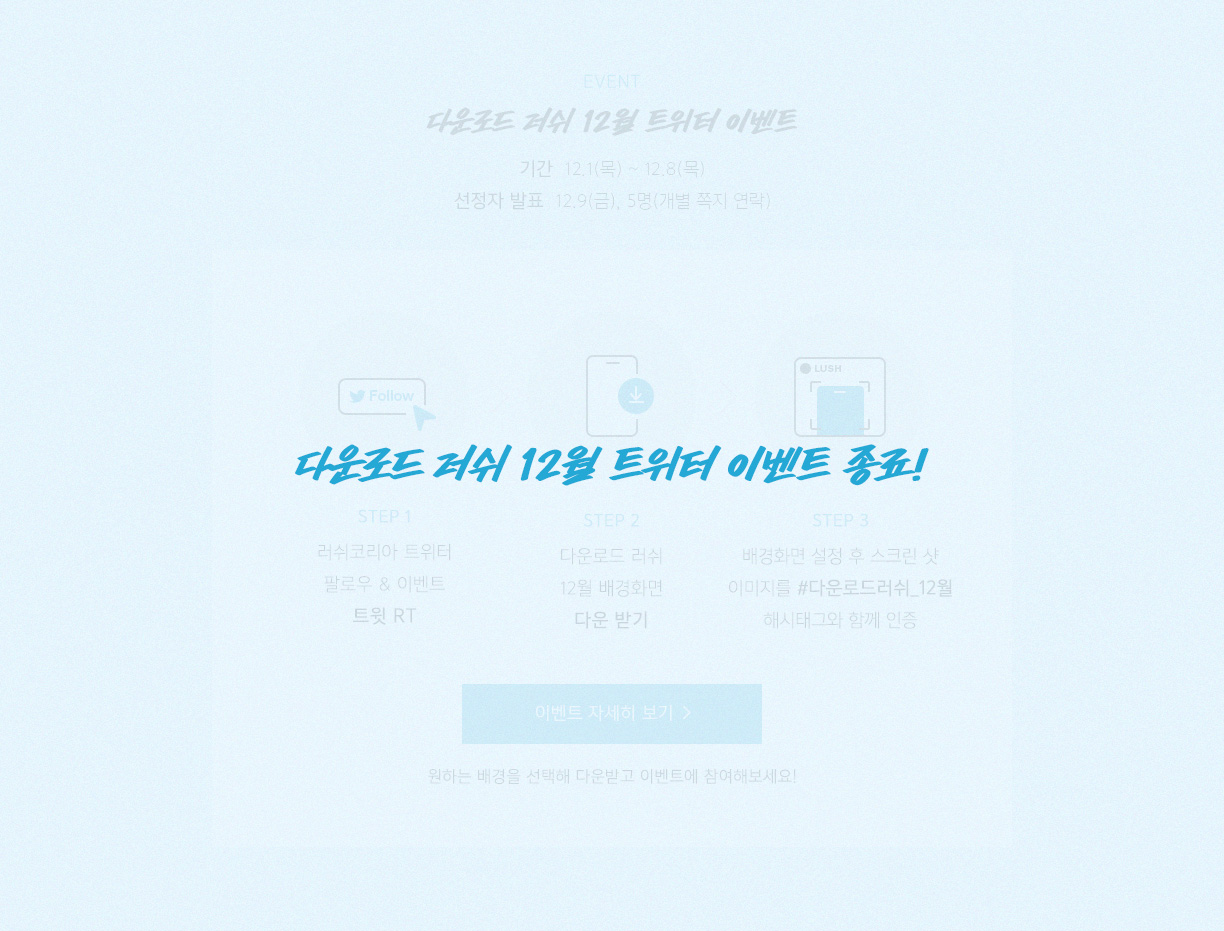 EVENT
다운로드 러쉬 12월 트위터 이벤트
기간 12.1(목) ~ 12.8(목)
선정자 발표 12.9(금), 5명(개별 쪽지 연락)
Follow
LUSH
다운로드 러쉬 12월 트위터 이벤트 종료!
STEP 1
러쉬코리아 트위터
팔로우 & 이벤트
트윗 RT
STEP 2
다운로드 러쉬
12월 배경화면
다운 받기
STEP 3
배경화면 설정 후 스크린 샷
이미지를 #다운로드러쉬_12월
해시태그와 함께 인증
이벤트 자세히 보기 >
원하는 배경을 선택해 다운받고 이벤트에 참여해보세요!